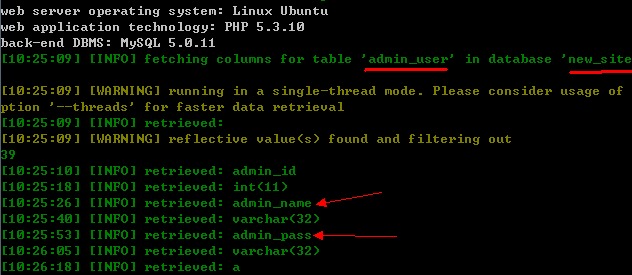 web server operating system: Linux Ubuntu
web application technology: PHP 5.3.10
back-end DBMS: MySQL 5.0.11
[10:25:09] [INFO] fetching columns for table 'admin_user' in database 'new_site
[10:25:09] [WARNING] running in a single-thread mode. Please consider usage of
ption '--threads' for faster data retrieval
[10:25:09] [INFO] retrieved:
[10:25:09] [WARNING] reflective value(s) found and filtering out
39
[10:25:10] [INFO] retrieved: admin_id
[10:25:18] [INFO] retrieved: int(11)
[10:25:26] [INFO] retrieved: admin_name
[10:25:40] [INFO] retrieved: varchar(32)
[10:25:53] [INFO] retrieved: admin_pass
[10:26:05] [INFO] retrieved: varchar(32)
[10:26:18] [INFO] retrieved: a